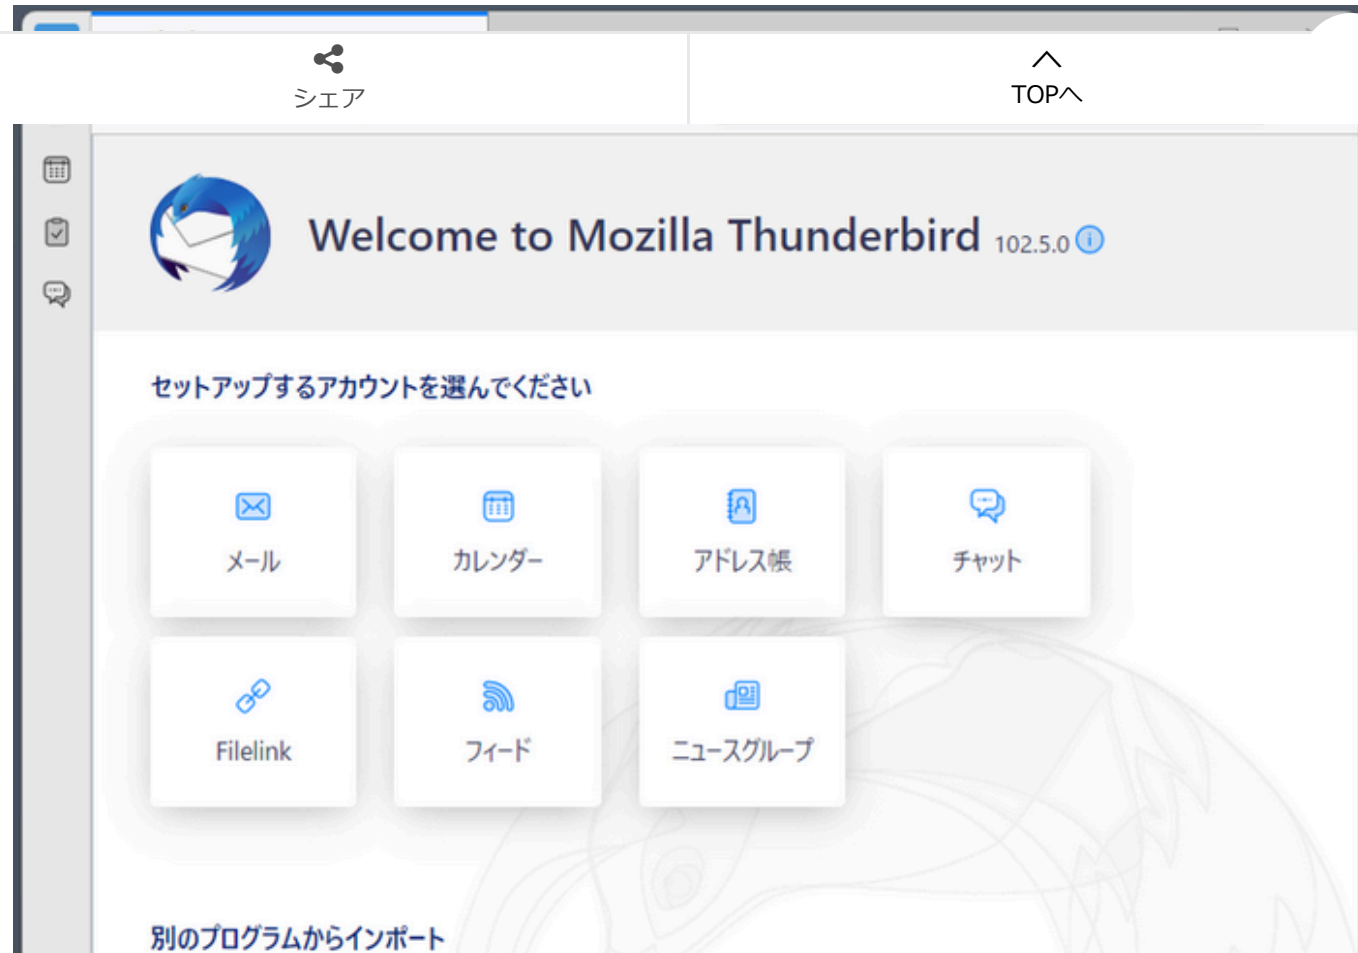 シェア
TOPへ
Welcome to Mozilla Thunderbird 102.5.0
セットアップするアカウントを選んでください
メール
カレンダー
アドレス帳
チャット
Filelink
フィード
ニュースグループ
別のプログラムからインポート